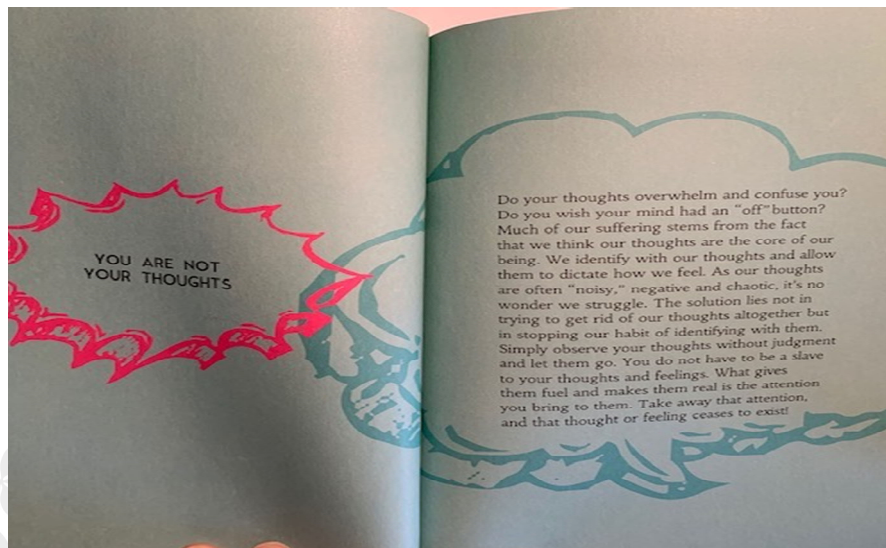 YOU ARE NOT
YOUR THOUGHTS
Do your thoughts overwhelm and confuse you?
Do you wish your mind had an “off” button?
Much of our suffering stems from the fact
that we think our thoughts are the core of our
being. We identify with our thoughts and allow
them to dictate how we feel. As our thoughts
are often “noisy,” negative and chaotic, it’s no
wonder we struggle. The solution lies not in
trying to get rid of our thoughts altogether but
in stopping our habit of identifying with them.
Simply observe your thoughts without judgment
and let them go. You do not have to be a slave
to your thoughts and feelings. What gives
them fuel and makes them real is the attention
you bring to them. Take away that attention,
and that thought or feeling ceases to exist!